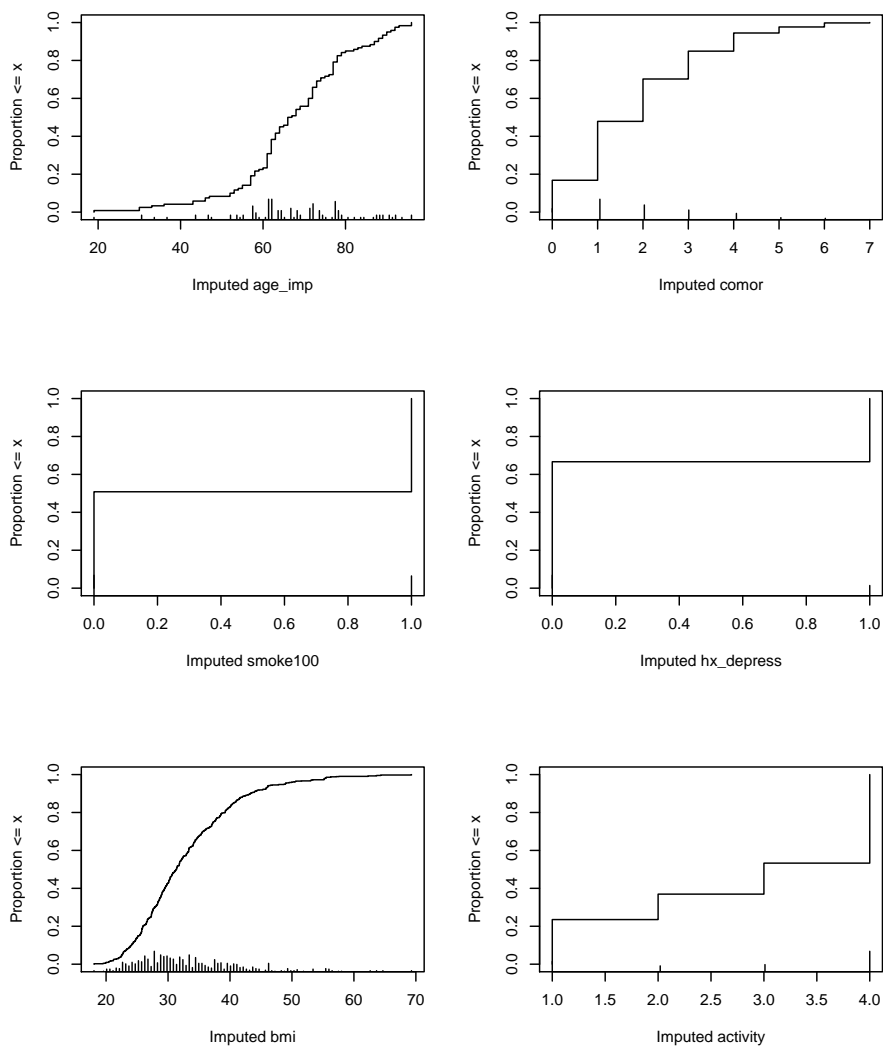 Proportion <= x
0.0 0.2 0.4 0.6 0.8 1.0
20 40 60 80
Imputed age_imp
Proportion <= x
0.0 0.2 0.4 0.6 0.8 1.0
0 1 2 3 4 5 6 7
Imputed comor
Proportion <= x
0.0 0.2 0.4 0.6 0.8 1.0
0.0 0.2 0.4 0.6 0.8 1.0
Imputed smoke100
Proportion <= x
0.0 0.2 0.4 0.6 0.8 1.0
0.0 0.2 0.4 0.6 0.8 1.0
Imputed hx_depress
Proportion <= x
0.0 0.2 0.4 0.6 0.8 1.0
20 30 40 50 60 70
Imputed bmi
Proportion <= x
0.0 0.2 0.4 0.6 0.8 1.0
1.0 1.5 2.0 2.5 3.0 3.5 4.0
Imputed activity